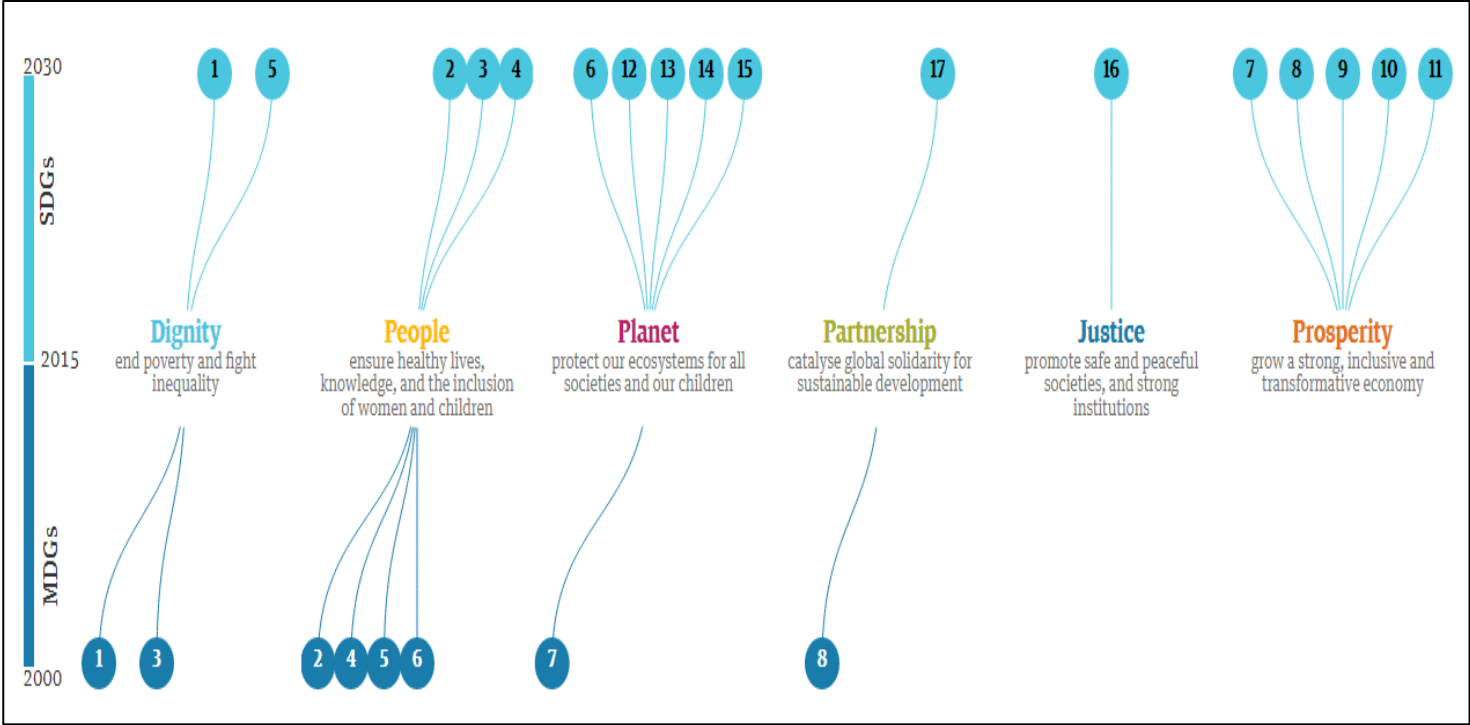 2030
1 5 2 3 4 6 12 13 14 15 17 16 7 8 9 10 11
SDGs
2015
Dignity
end poverty and fight
inequality
People
ensure healthy lives,
knowledge, and the inclusion
of women and children
Planet
protect our ecosystems for all
societies and our children
Partnership
catalyse global solidarity for
sustainable development
Justice
promote safe and peaceful
societies, and strong
institutions
Prosperity
grow a strong, inclusive and
transformative economy
MDGs
1 3 2 4 5 6 7 8
2000